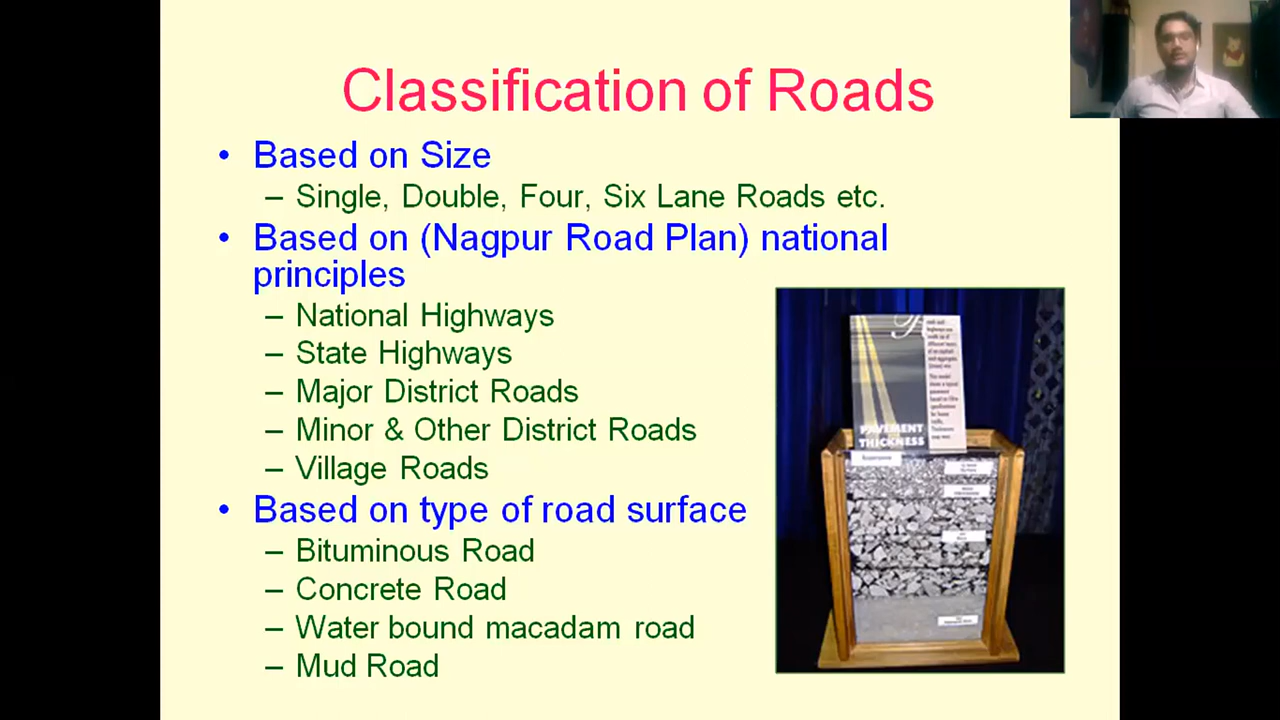 Classification of Roads
• Based on Size
– Single, Double, Four, Six Lane Roads etc.
• Based on (Nagpur Road Plan) national
principles
– National Highways
– State Highways
– Major District Roads
– Minor & Other District Roads
– Village Roads
• Based on type of road surface
– Bituminous Road
– Concrete Road
– Water bound macadam road
– Mud Road
PAVEMENT
THICKNESS